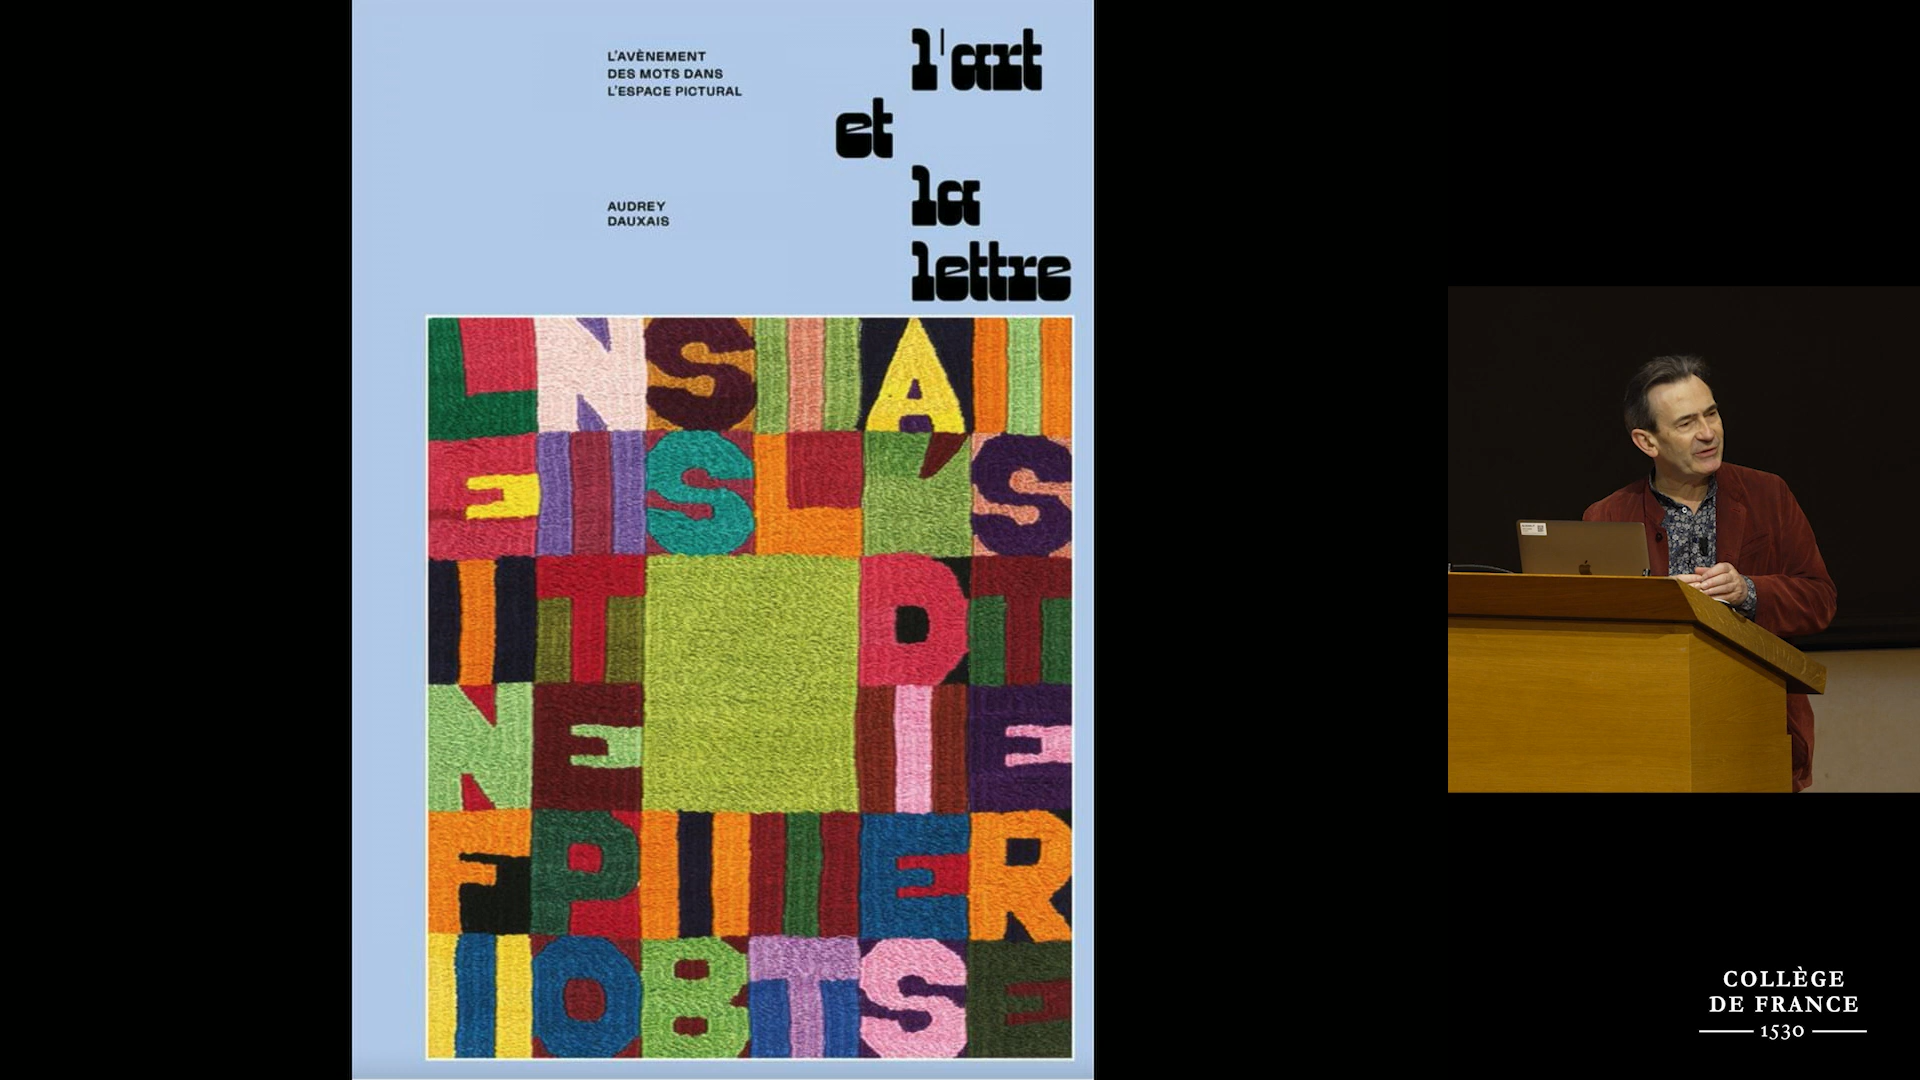 L'AVÈNEMENT
DES MOTS DANS
L'ESPACE PICTURAL
l'art
et
la
lettre
AUDREY
DAUXAIS
L N S I A I
E I S L ' S
I T D T
N E I E
F P I I E R
I O B T S E
COLLÈGE
DE FRANCE
1530